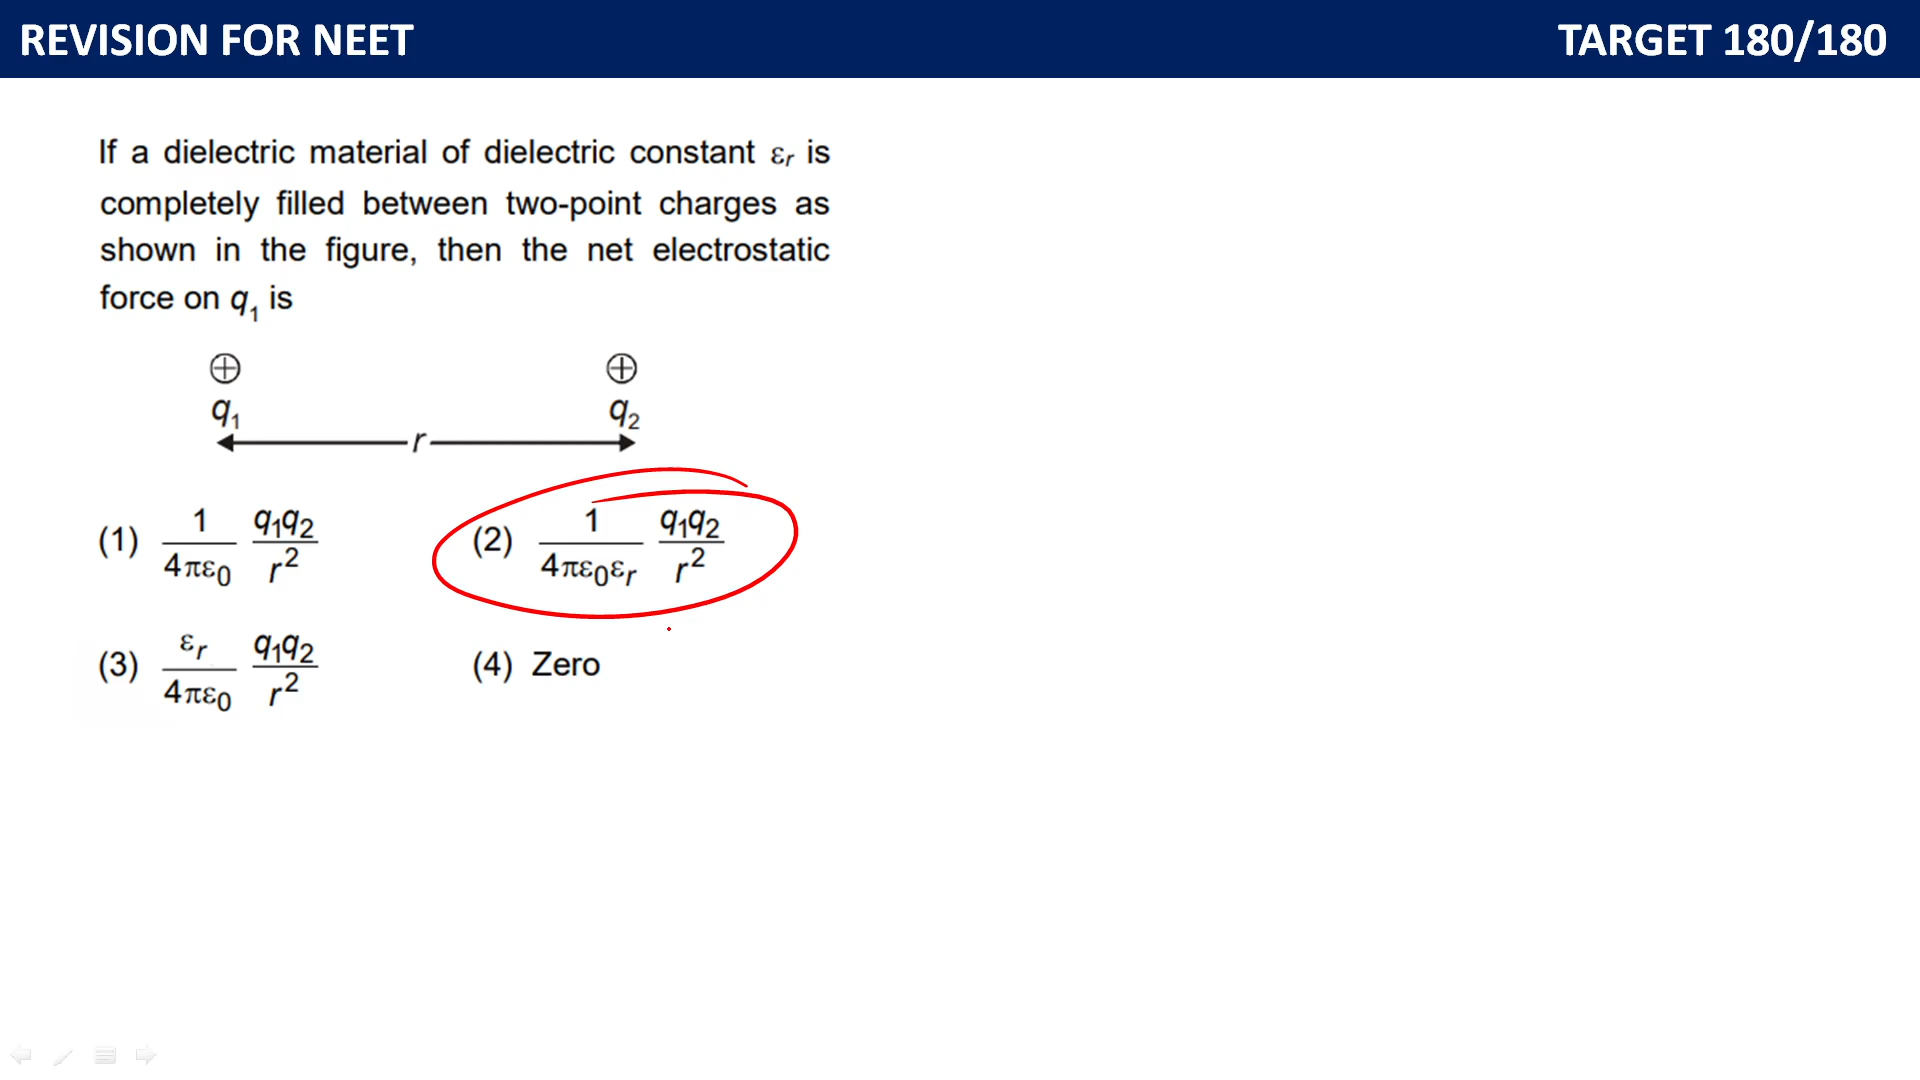 REVISION FOR NEET
TARGET 180/180
If a dielectric material of dielectric constant εr is
completely filled between two-point charges as
shown in the figure, then the net electrostatic
force on q₁ is
⊕ ⊕
q₁ q₂
r
(1) 1/(4πε₀) q₁q₂/r² (2) 1/(4πε₀εr) q₁q₂/r²
(3) εr/(4πε₀) q₁q₂/r² (4) Zero